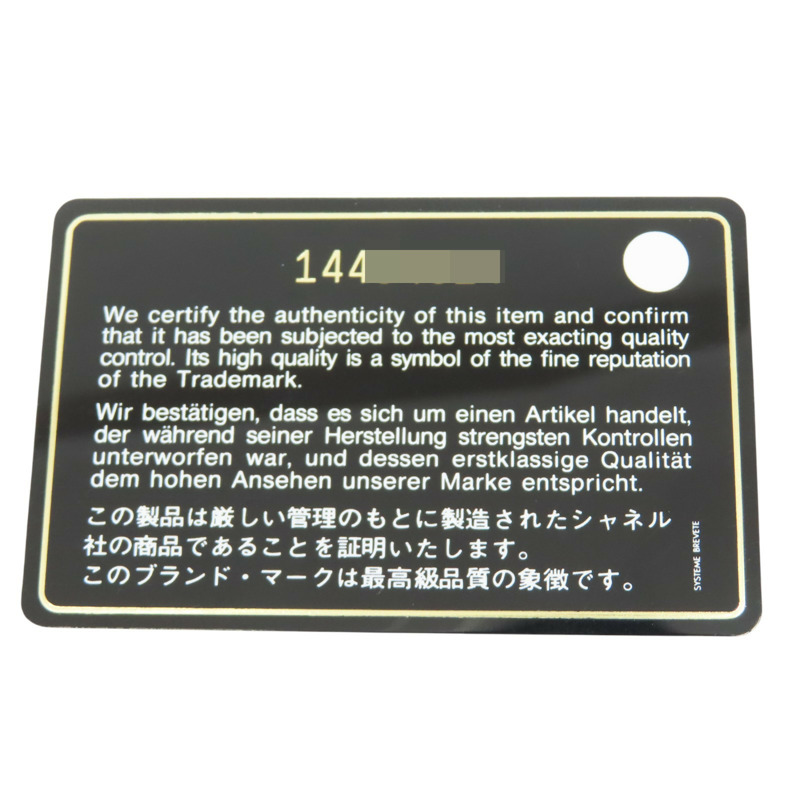 144
We certify the authenticity of this item and confirm
that it has been subjected to the most exacting quality
control. Its high quality is a symbol of the fine reputation
of the Trademark.
Wir bestätigen, dass es sich um einen Artikel handelt,
der während seiner Herstellung strengsten Kontrollen
unterworfen war, und dessen erstklassige Qualität
dem hohen Ansehen unserer Marke entspricht.
この製品は厳しい管理のもとに製造されたシャネル
社の商品であることを証明いたします。
このブランド・マークは最高級品質の象徴です。
SYSTEME BREVETE